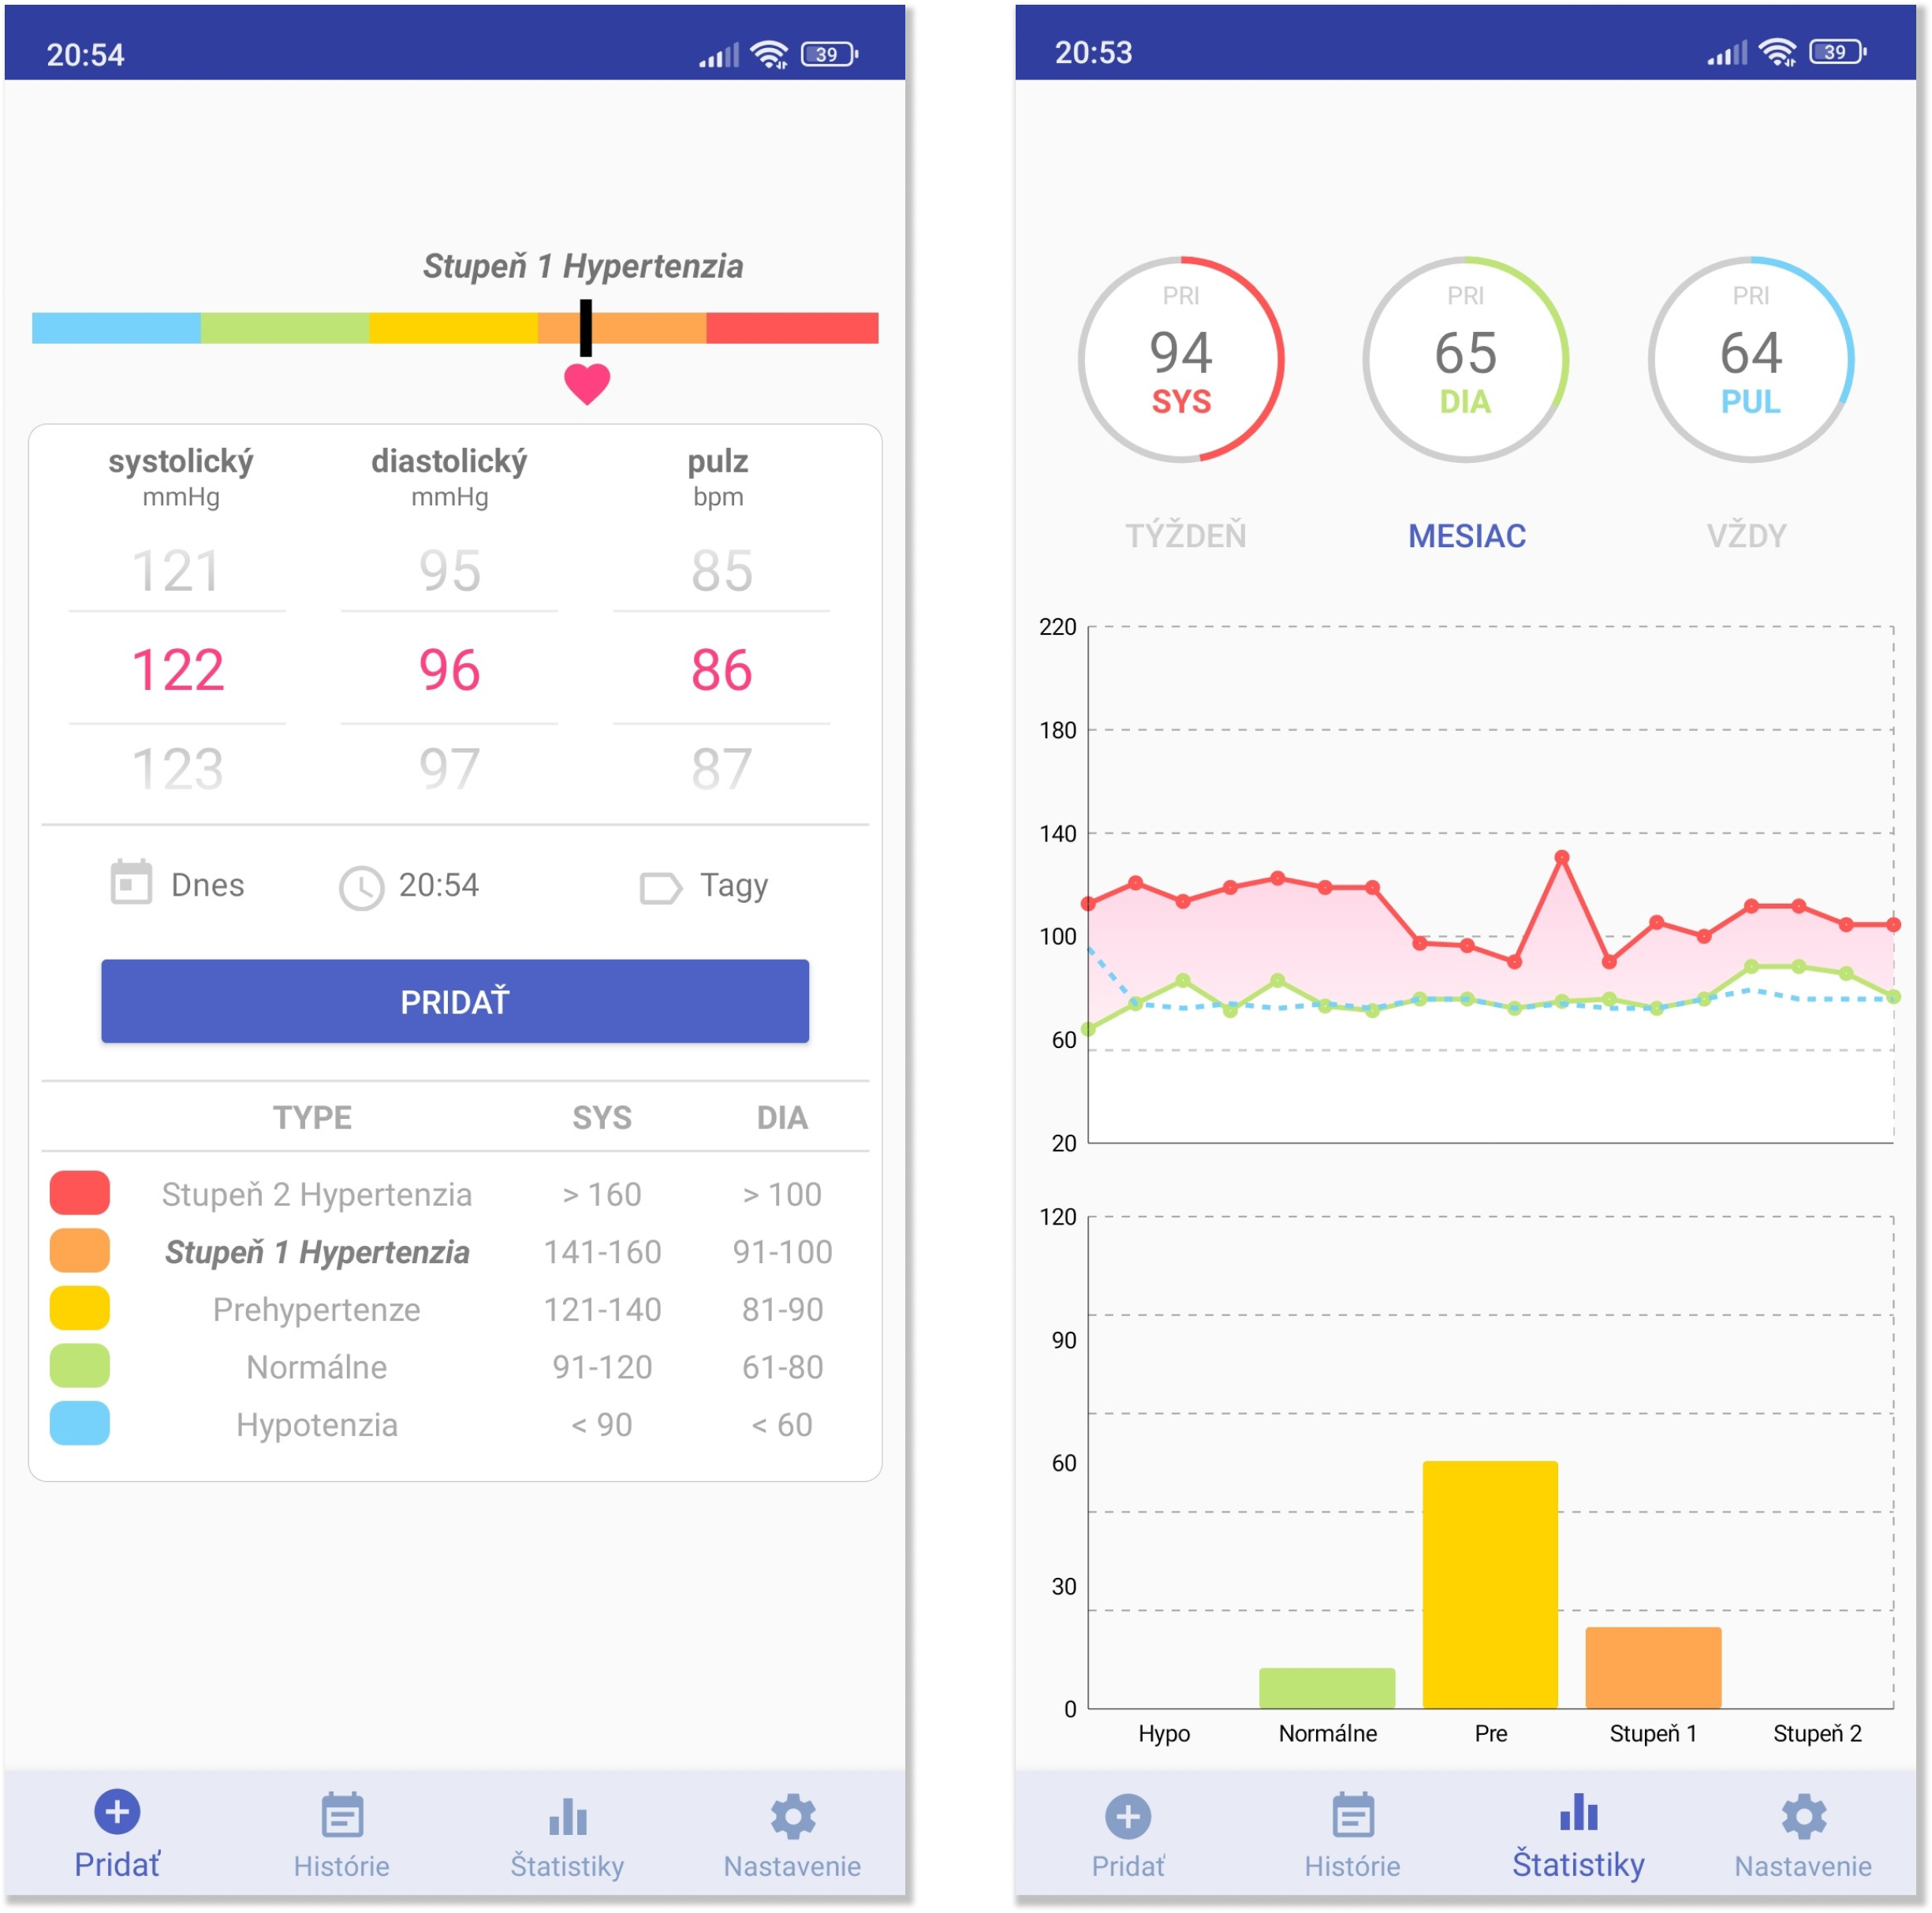 20:54
39
Stupeň 1 Hypertenzia
systolický diastolický pulz
mmHg mmHg bpm
121 95 85
122 96 86
123 97 87
Dnes 20:54 Tagy
PRIDAŤ
TYPE SYS DIA
Stupeň 2 Hypertenzia > 160 > 100
Stupeň 1 Hypertenzia 141-160 91-100
Prehypertenze 121-140 81-90
Normálne 91-120 61-80
Hypotenzia < 90 < 60
Pridať Histórie Štatistiky Nastavenie
20:53
39
PRI PRI PRI
94 65 64
SYS DIA PUL
TÝŽDEŇ MESIAC VŽDY
220
180
140
100
60
20
120
90
60
30
0
Hypo Normálne Pre Stupeň 1 Stupeň 2
Pridať Histórie Štatistiky Nastavenie